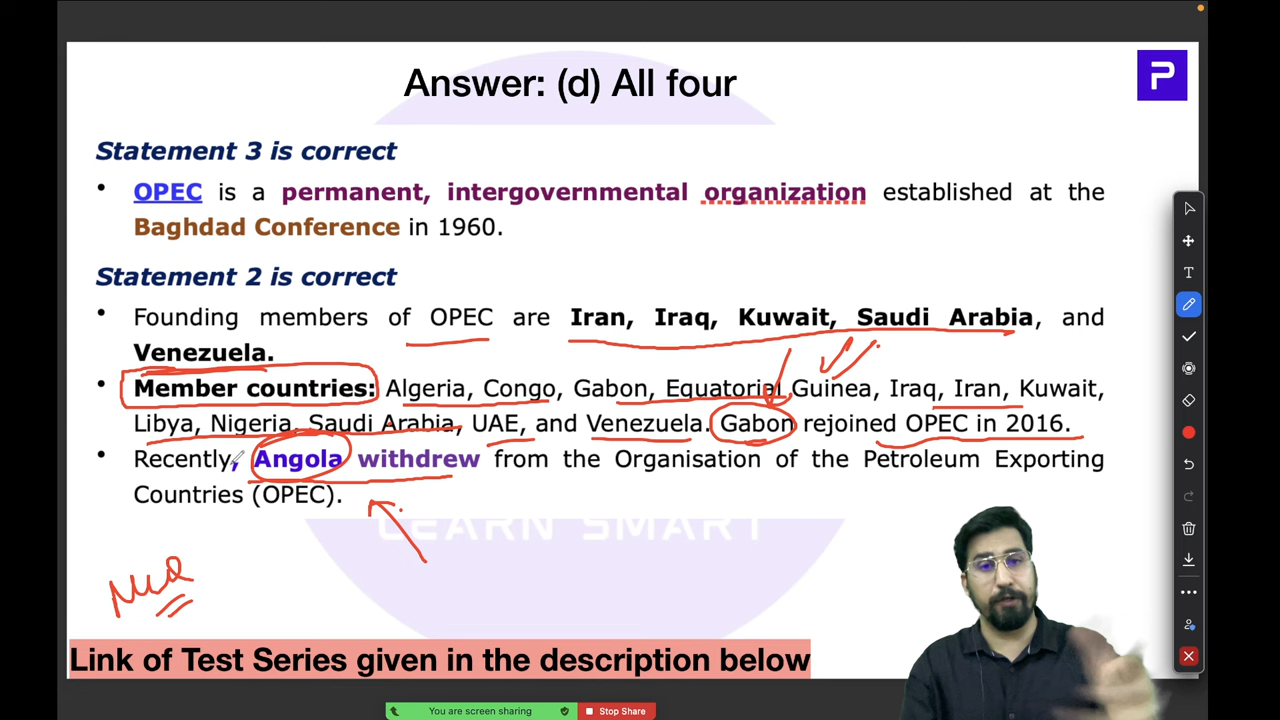 Answer: (d) All four
P
Statement 3 is correct
• OPEC is a permanent, intergovernmental organization established at the
Baghdad Conference in 1960.
Statement 2 is correct
• Founding members of OPEC are Iran, Iraq, Kuwait, Saudi Arabia, and
Venezuela.
• Member countries: Algeria, Congo, Gabon, Equatorial Guinea, Iraq, Iran, Kuwait,
Libya, Nigeria, Saudi Arabia, UAE, and Venezuela. Gabon rejoined OPEC in 2016.
• Recently, Angola withdrew from the Organisation of the Petroleum Exporting
Countries (OPEC).
LEARN SMART
Link of Test Series given in the description below
You are screen sharing
Stop Share
T